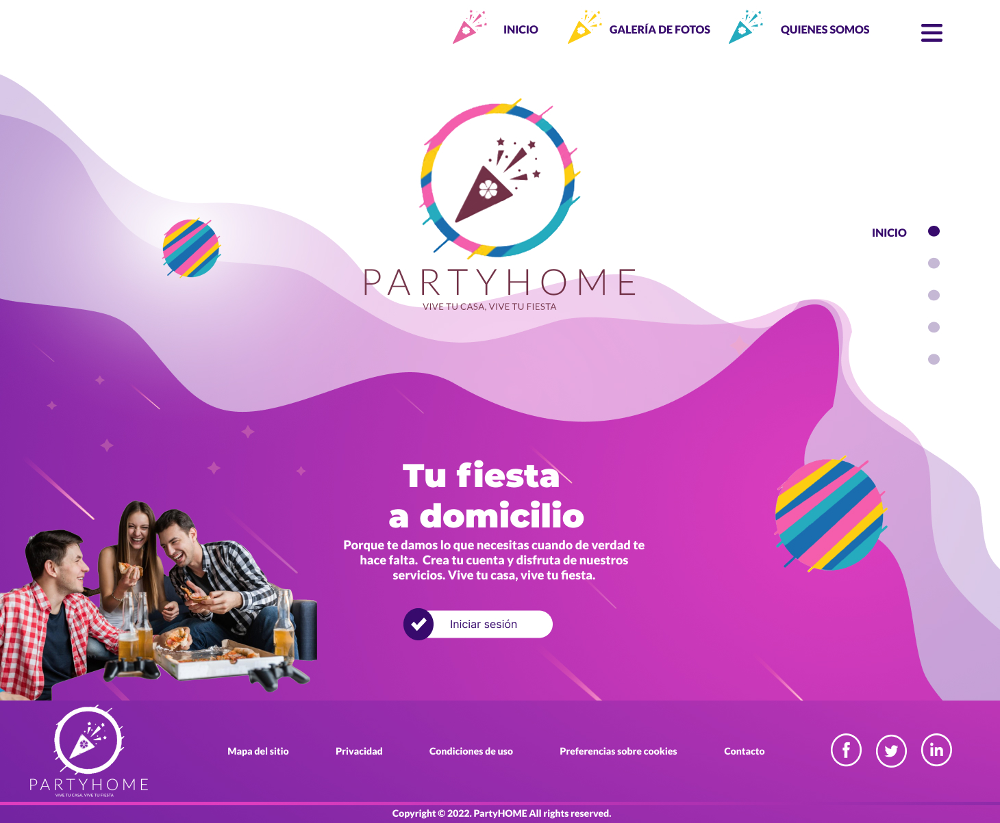 INICIO
GALERÍA DE FOTOS
QUIENES SOMOS
PARTYHOME
VIVE TU CASA, VIVE TU FIESTA
INICIO
Tu fiesta
a domicilio
Porque te damos lo que necesitas cuando de verdad te
hace falta. Crea tu cuenta y disfruta de nuestros
servicios. Vive tu casa, vive tu fiesta.
Iniciar sesión
PARTYHOME
VIVE TU CASA, VIVE TU FIESTA
Mapa del sitio
Privacidad
Condiciones de uso
Preferencias sobre cookies
Contacto
f
in
Copyright © 2022. PartyHOME All rights reserved.